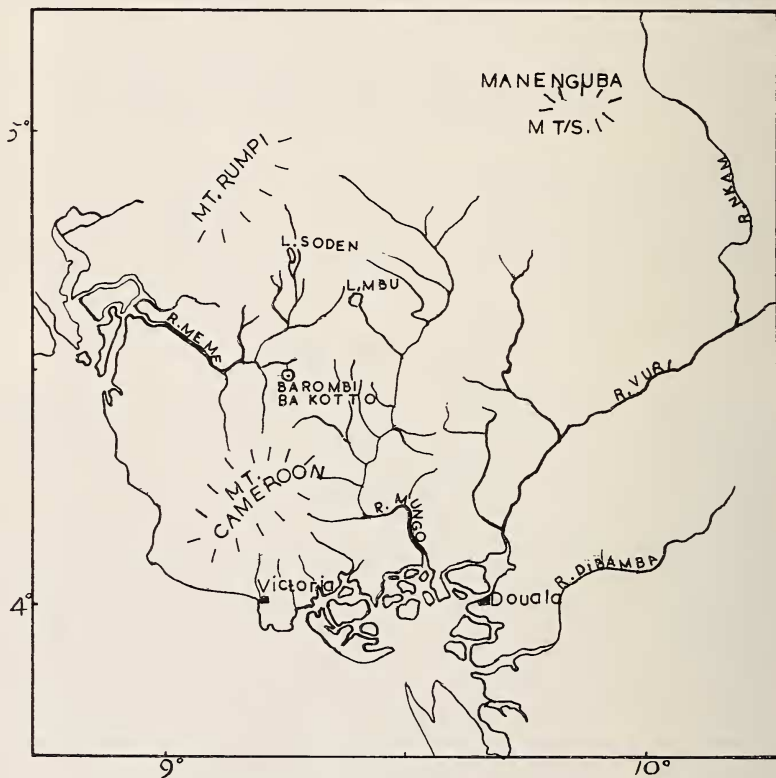 MANENGUBA
MT/S.
5°
MT. RUMPI
R. NKAM
L. SODEN
L. MBU
R. MEME
BAROMBI
BA KOTTO
R. VURI
MT.
CAMEROON
R. MUNGO
R. DIBAMBA
Victoria
4°
Douala
9°
10°